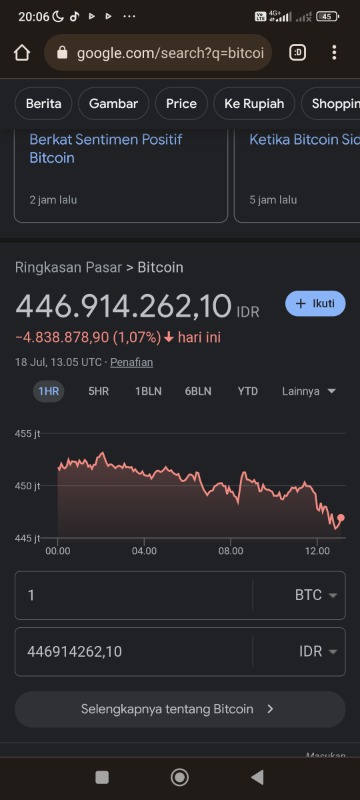 20:06
4G+
45
google.com/search?q=bitcoi
:D
Berita Gambar Price Ke Rupiah Shoppin
Berkat Sentimen Positif
Bitcoin
2 jam lalu
Ketika Bitcoin Sic
5 jam lalu
Ringkasan Pasar > Bitcoin
446.914.262,10 IDR
+ Ikuti
−4.838.878,90 (1,07%) ↓ hari ini
18 Jul, 13.05 UTC · Penafian
1HR 5HR 1BLN 6BLN YTD Lainnya
455 jt
450 jt
445 jt
00.00 04.00 08.00 12.00
1 BTC
446914262,10 IDR
Selengkapnya tentang Bitcoin >
Masukan